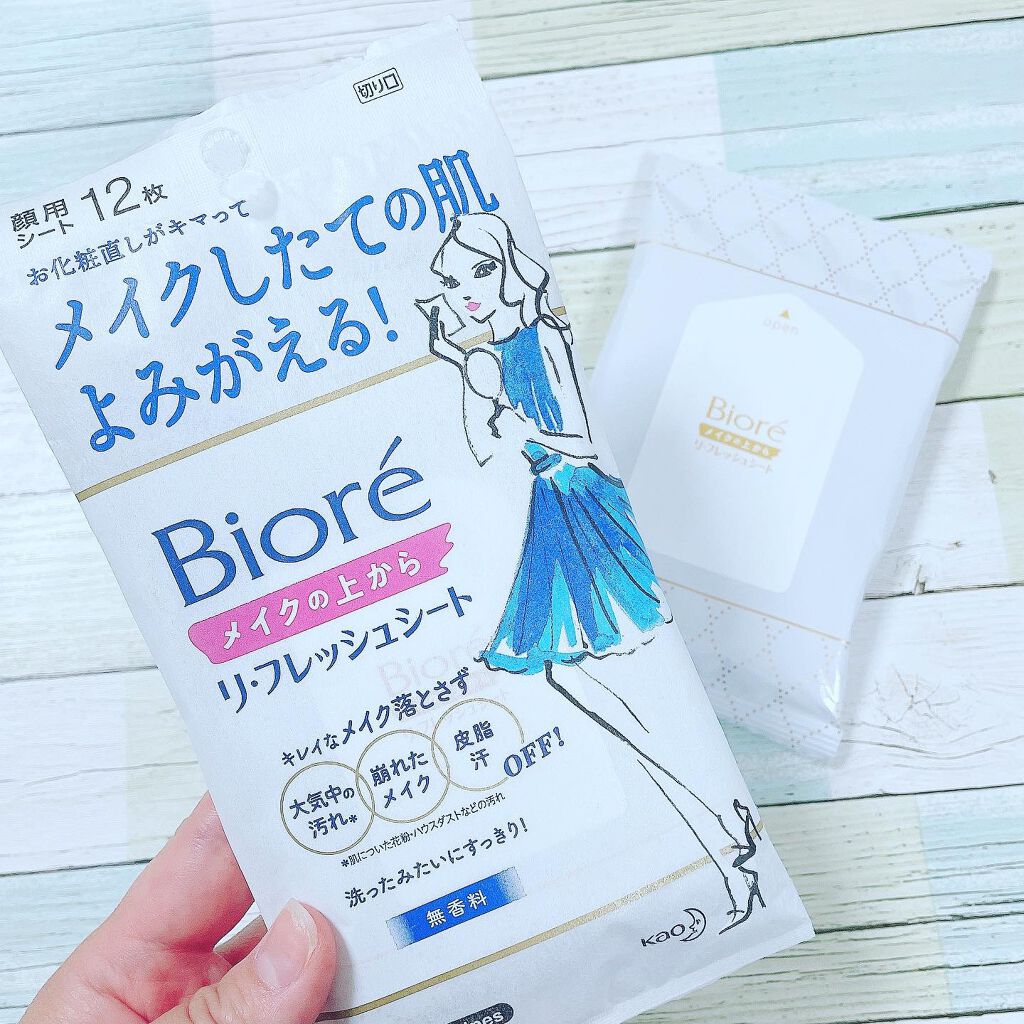 切り口
顔用
シート
12枚
お化粧直しがキマって
メイクしたての肌
よみがえる!
Bioré
メイクの上から
リ・フレッシュシート
キレイなメイク落とさず
大気中の
汚れ*
崩れた
メイク
皮脂
汗
OFF!
*肌についた花粉・ハウスダストなどの汚れ
洗ったみたいにすっきり!
無香料
Kao
open
Bioré
メイクの上から
リ・フレッシュシート